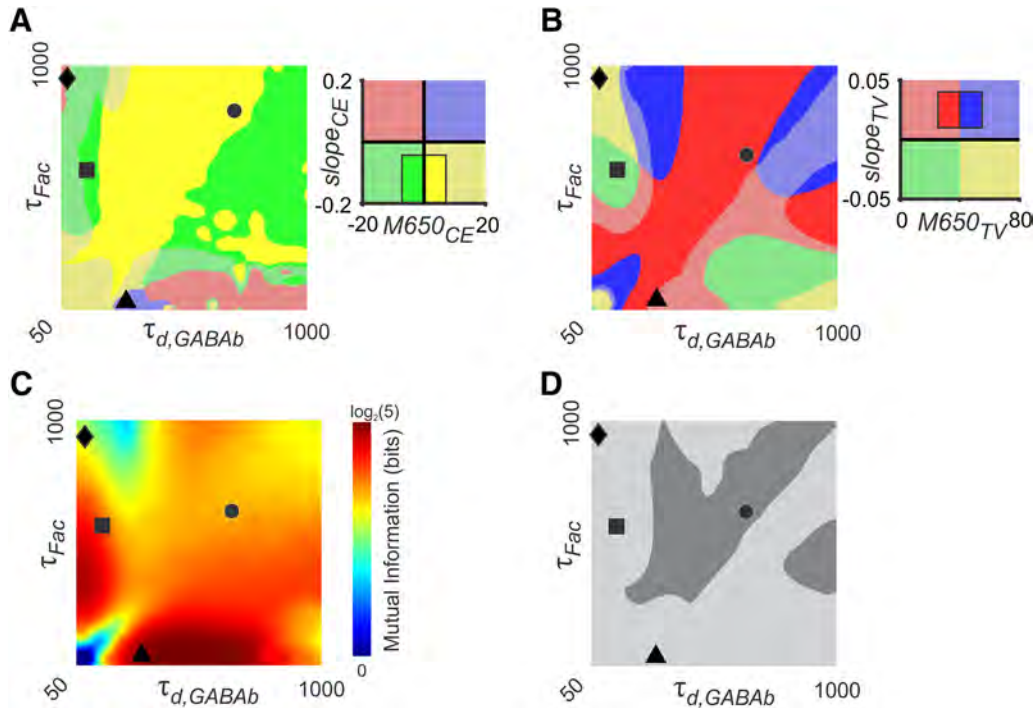 A
1000
τFac
50
τd,GABAb
1000
0.2
slopeCE
-0.2
-20
M650CE
20
B
1000
τFac
50
τd,GABAb
1000
0.05
slopeTV
-0.05
0
M650TV
80
C
1000
τFac
50
τd,GABAb
1000
log₂(5)
Mutual Information (bits)
0
D
1000
τFac
50
τd,GABAb
1000